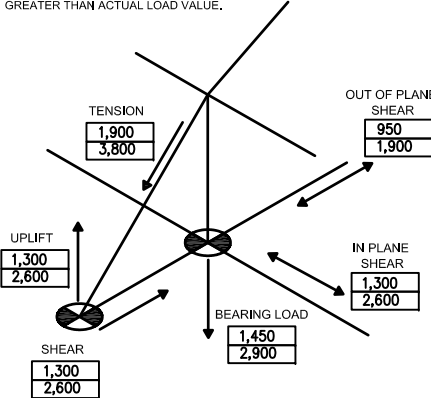 GREATER THAN ACTUAL LOAD VALUE.
TENSION
1,900
3,800
OUT OF PLANE
SHEAR
950
1,900
UPLIFT
1,300
2,600
IN PLANE
SHEAR
1,300
2,600
BEARING LOAD
1,450
2,900
SHEAR
1,300
2,600